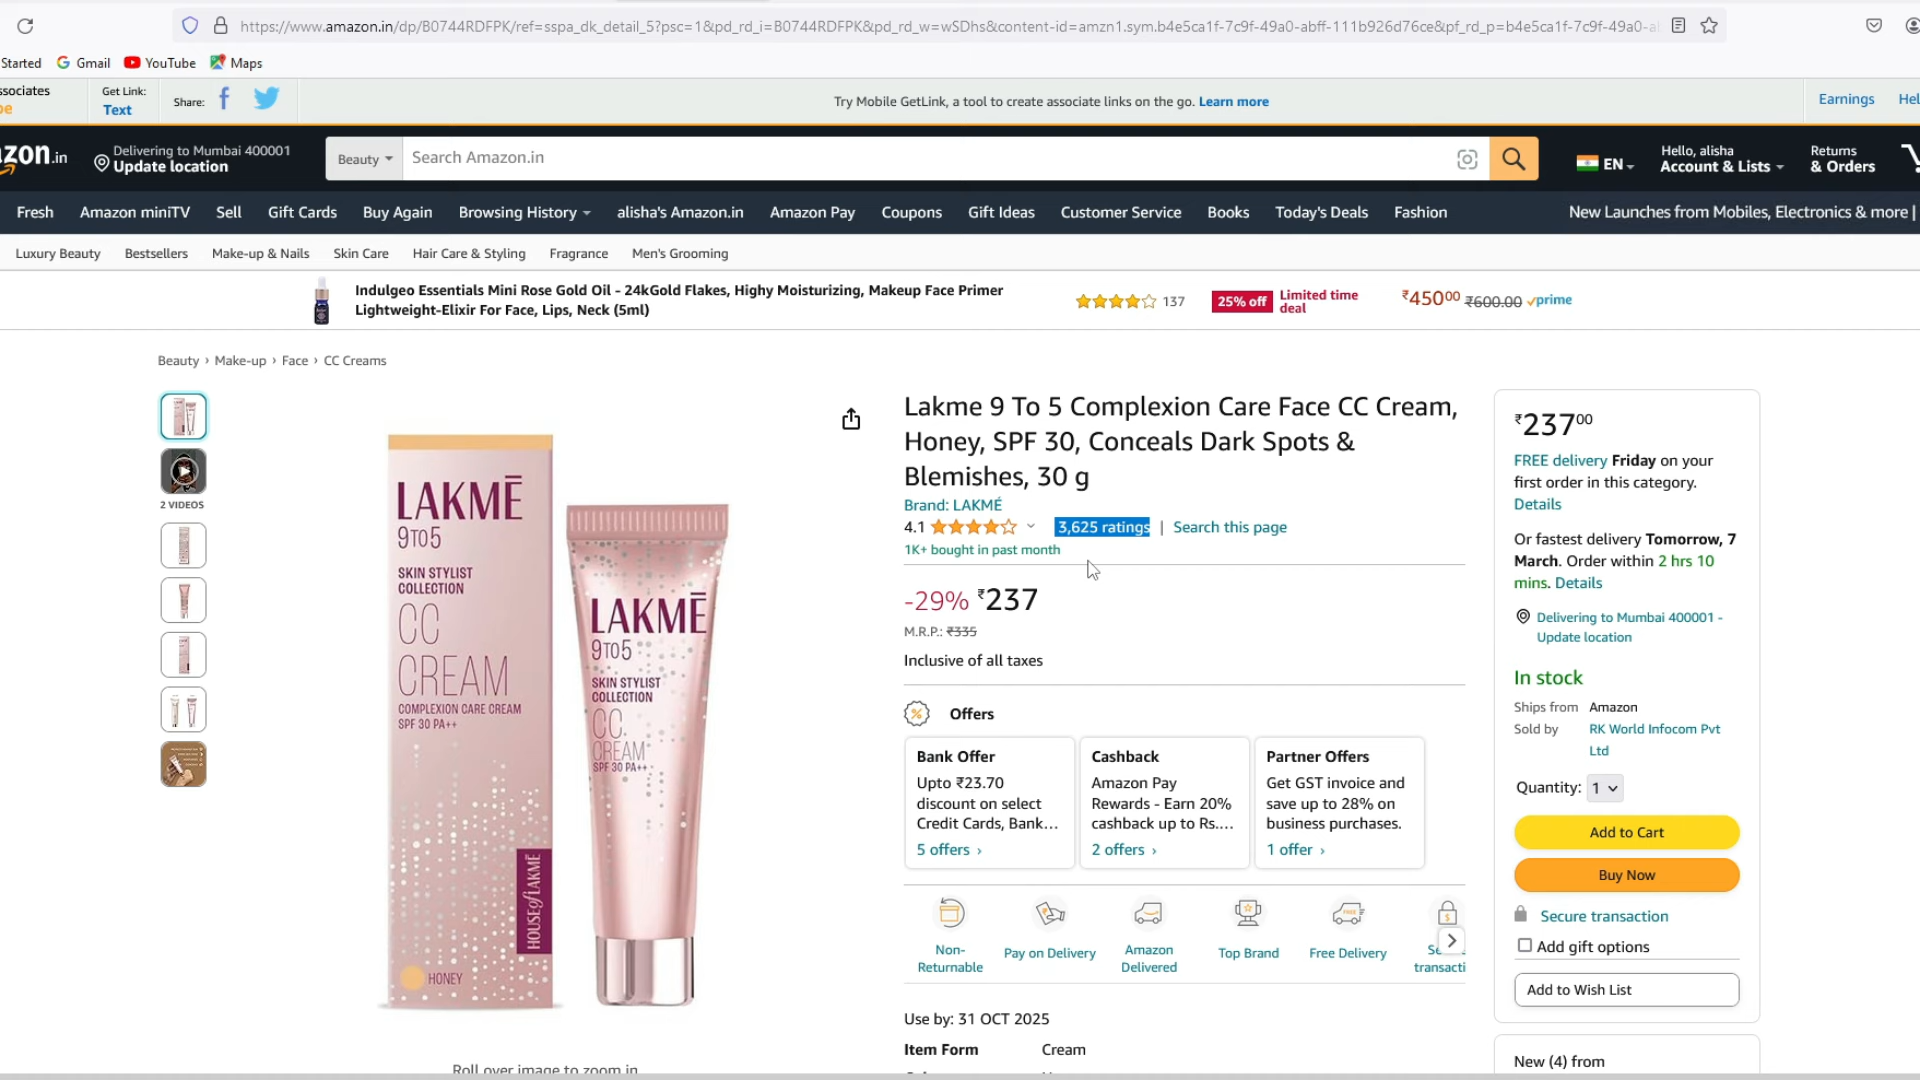 https://www.amazon.in/dp/B0744RDFPK/ref=sspa_dk_detail_5?psc=1&pd_rd_i=B0744RDFPK&pd_rd_w=wSDhs&content-id=amzn1.sym.b4e5ca1f-7c9f-49a0-abff-111b926d76ce&pf_rd_p=b4e5ca1f-7c9f-49a0-a
Started Gmail YouTube Maps
ssociates
Get Link:
Text
Share:
Try Mobile GetLink, a tool to create associate links on the go. Learn more
Earnings Hel
zon.in
Delivering to Mumbai 400001
Update location
Beauty
Search Amazon.in
EN
Hello, alisha
Account & Lists
Returns
& Orders
Fresh Amazon miniTV Sell Gift Cards Buy Again Browsing History alisha's Amazon.in Amazon Pay Coupons Gift Ideas Customer Service Books Today's Deals Fashion New Launches from Mobiles, Electronics & more |
Luxury Beauty Bestsellers Make-up & Nails Skin Care Hair Care & Styling Fragrance Men's Grooming
Indulgeo Essentials Mini Rose Gold Oil - 24kGold Flakes, Highy Moisturizing, Makeup Face Primer
Lightweight-Elixir For Face, Lips, Neck (5ml)
137
25% off
Limited time
deal
₹450⁰⁰ ₹600.00 prime
Beauty › Make-up › Face › CC Creams
2 VIDEOS
LAKMĒ
9TO5
SKIN STYLIST
COLLECTION
CC
CREAM
COMPLEXION CARE CREAM
SPF 30 PA++
HOUSE of LAKMĒ
HONEY
LAKMĒ
9TO5
SKIN STYLIST
COLLECTION
CC
CREAM
SPF 30 PA++
Roll over image to zoom in
Lakme 9 To 5 Complexion Care Face CC Cream,
Honey, SPF 30, Conceals Dark Spots &
Blemishes, 30 g
Brand: LAKMÉ
4.1 3,625 ratings | Search this page
1K+ bought in past month
-29% ₹237
M.R.P.: ₹335
Inclusive of all taxes
Offers
Bank Offer
Upto ₹23.70
discount on select
Credit Cards, Bank...
5 offers ›
Cashback
Amazon Pay
Rewards - Earn 20%
cashback up to Rs....
2 offers ›
Partner Offers
Get GST invoice and
save up to 28% on
business purchases.
1 offer ›
Non-
Returnable
Pay on Delivery
Amazon
Delivered
Top Brand
FREE
Free Delivery
transacti
Use by: 31 OCT 2025
Item Form Cream
₹237⁰⁰
FREE delivery Friday on your
first order in this category.
Details
Or fastest delivery Tomorrow, 7
March. Order within 2 hrs 10
mins. Details
Delivering to Mumbai 400001 -
Update location
In stock
Ships from Amazon
Sold by RK World Infocom Pvt
Ltd
Quantity: 1
Add to Cart
Buy Now
Secure transaction
Add gift options
Add to Wish List
New (4) from